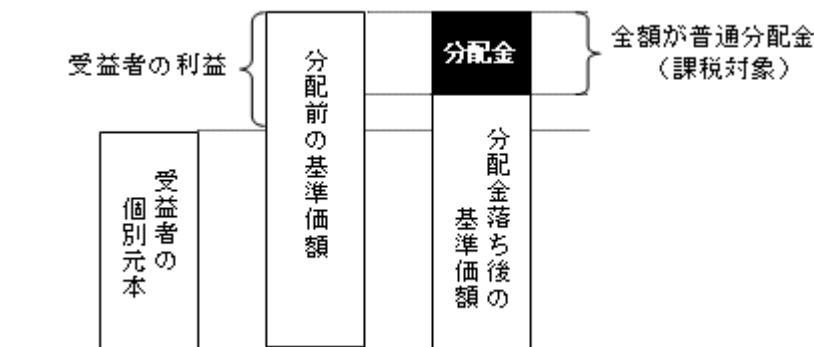 受益者の利益
分配前の基準価額
分配金
全額が普通分配金
（課税対象）
受益者の
個別元本
分配金落ち後の
基準価額